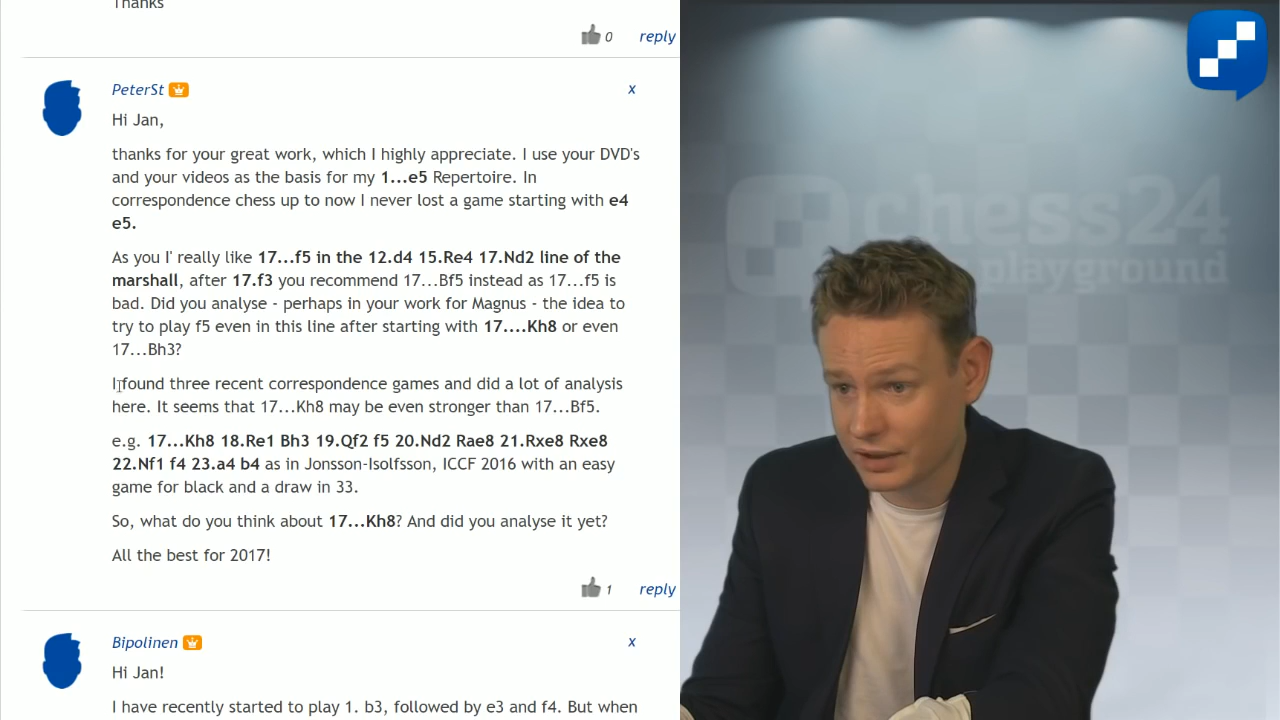 Thanks
0 reply
PeterSt x
Hi Jan,
thanks for your great work, which I highly appreciate. I use your DVD's
and your videos as the basis for my 1...e5 Repertoire. In
correspondence chess up to now I never lost a game starting with e4
e5.
As you I' really like 17...f5 in the 12.d4 15.Re4 17.Nd2 line of the
marshall, after 17.f3 you recommend 17...Bf5 instead as 17...f5 is
bad. Did you analyse - perhaps in your work for Magnus - the idea to
try to play f5 even in this line after starting with 17....Kh8 or even
17...Bh3?
I found three recent correspondence games and did a lot of analysis
here. It seems that 17...Kh8 may be even stronger than 17...Bf5.
e.g. 17...Kh8 18.Re1 Bh3 19.Qf2 f5 20.Nd2 Rae8 21.Rxe8 Rxe8
22.Nf1 f4 23.a4 b4 as in Jonsson-Isolfsson, ICCF 2016 with an easy
game for black and a draw in 33.
So, what do you think about 17...Kh8? And did you analyse it yet?
All the best for 2017!
1 reply
Bipolinen x
Hi Jan!
I have recently started to play 1. b3, followed by e3 and f4. But when
chess24
playground